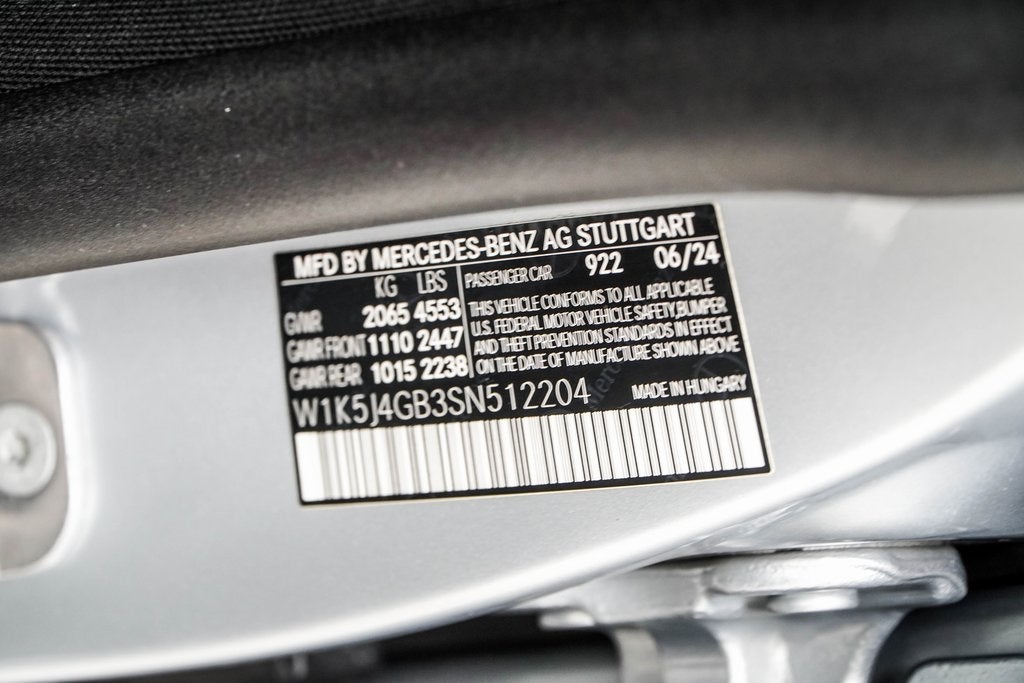 MFD BY MERCEDES-BENZ AG STUTTGART
KG LBS PASSENGER CAR 922 06/24
GVWR 2065 4553 THIS VEHICLE CONFORMS TO ALL APPLICABLE
U.S. FEDERAL MOTOR VEHICLE SAFETY,BUMPER
GAWR FRONT 1110 2447 AND THEFT PREVENTION STANDARDS IN EFFECT
GAWR REAR 1015 2238 ON THE DATE OF MANUFACTURE SHOWN ABOVE
W1K5J4GB3SN512204 MADE IN HUNGARY